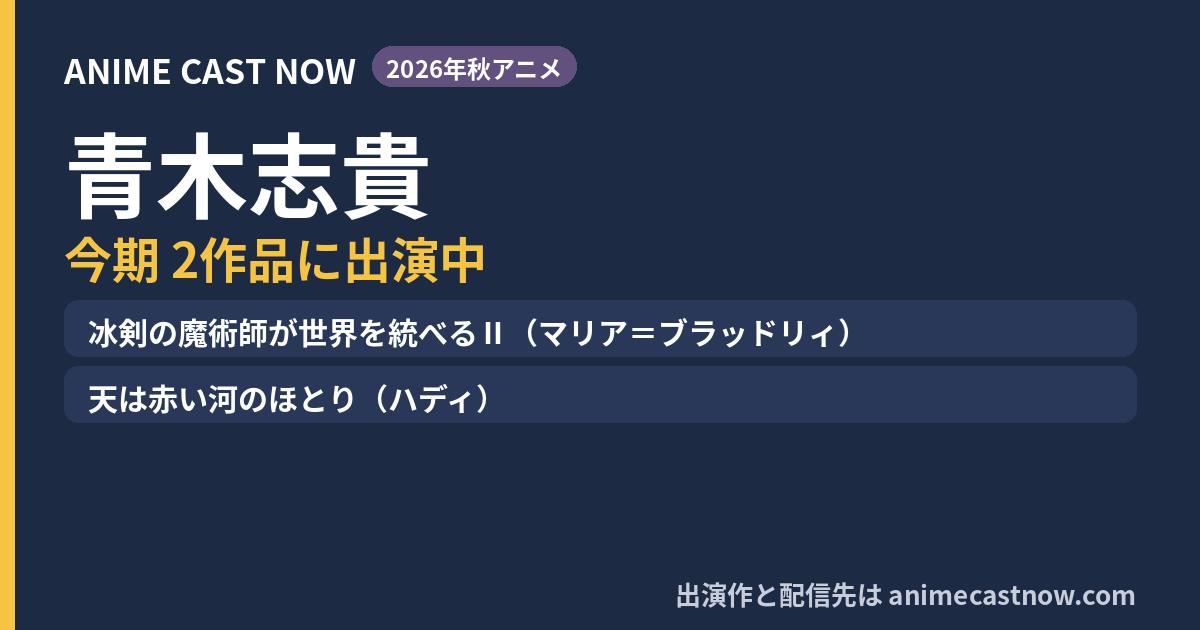 ANIME CAST NOW 2026年秋アニメ
青木志貴
今期 2作品に出演中
冰剣の魔術師が世界を統べるⅡ（マリア＝ブラッドリィ）
天は赤い河のほとり（ハディ）
出演作と配信先は animecastnow.com